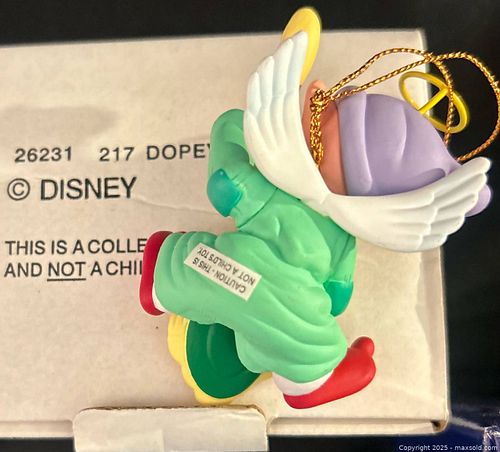 26231 217 DOPEY
© DISNEY
THIS IS A COLLE
AND NOT A CHI
CAUTION - THIS IS
NOT A CHILD'S TOY
Copyright © 2025 - maxsold.com